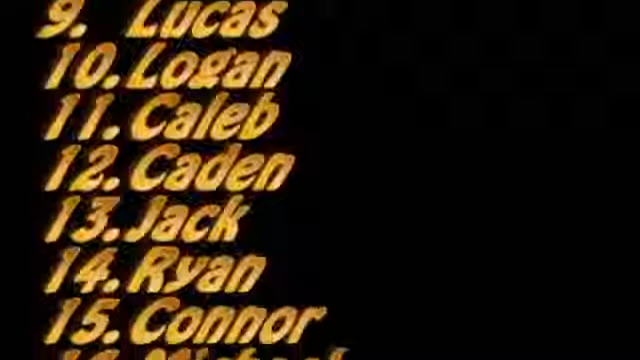 9. Lucas
10. Logan
11. Caleb
12. Caden
13. Jack
14. Ryan
15. Connor